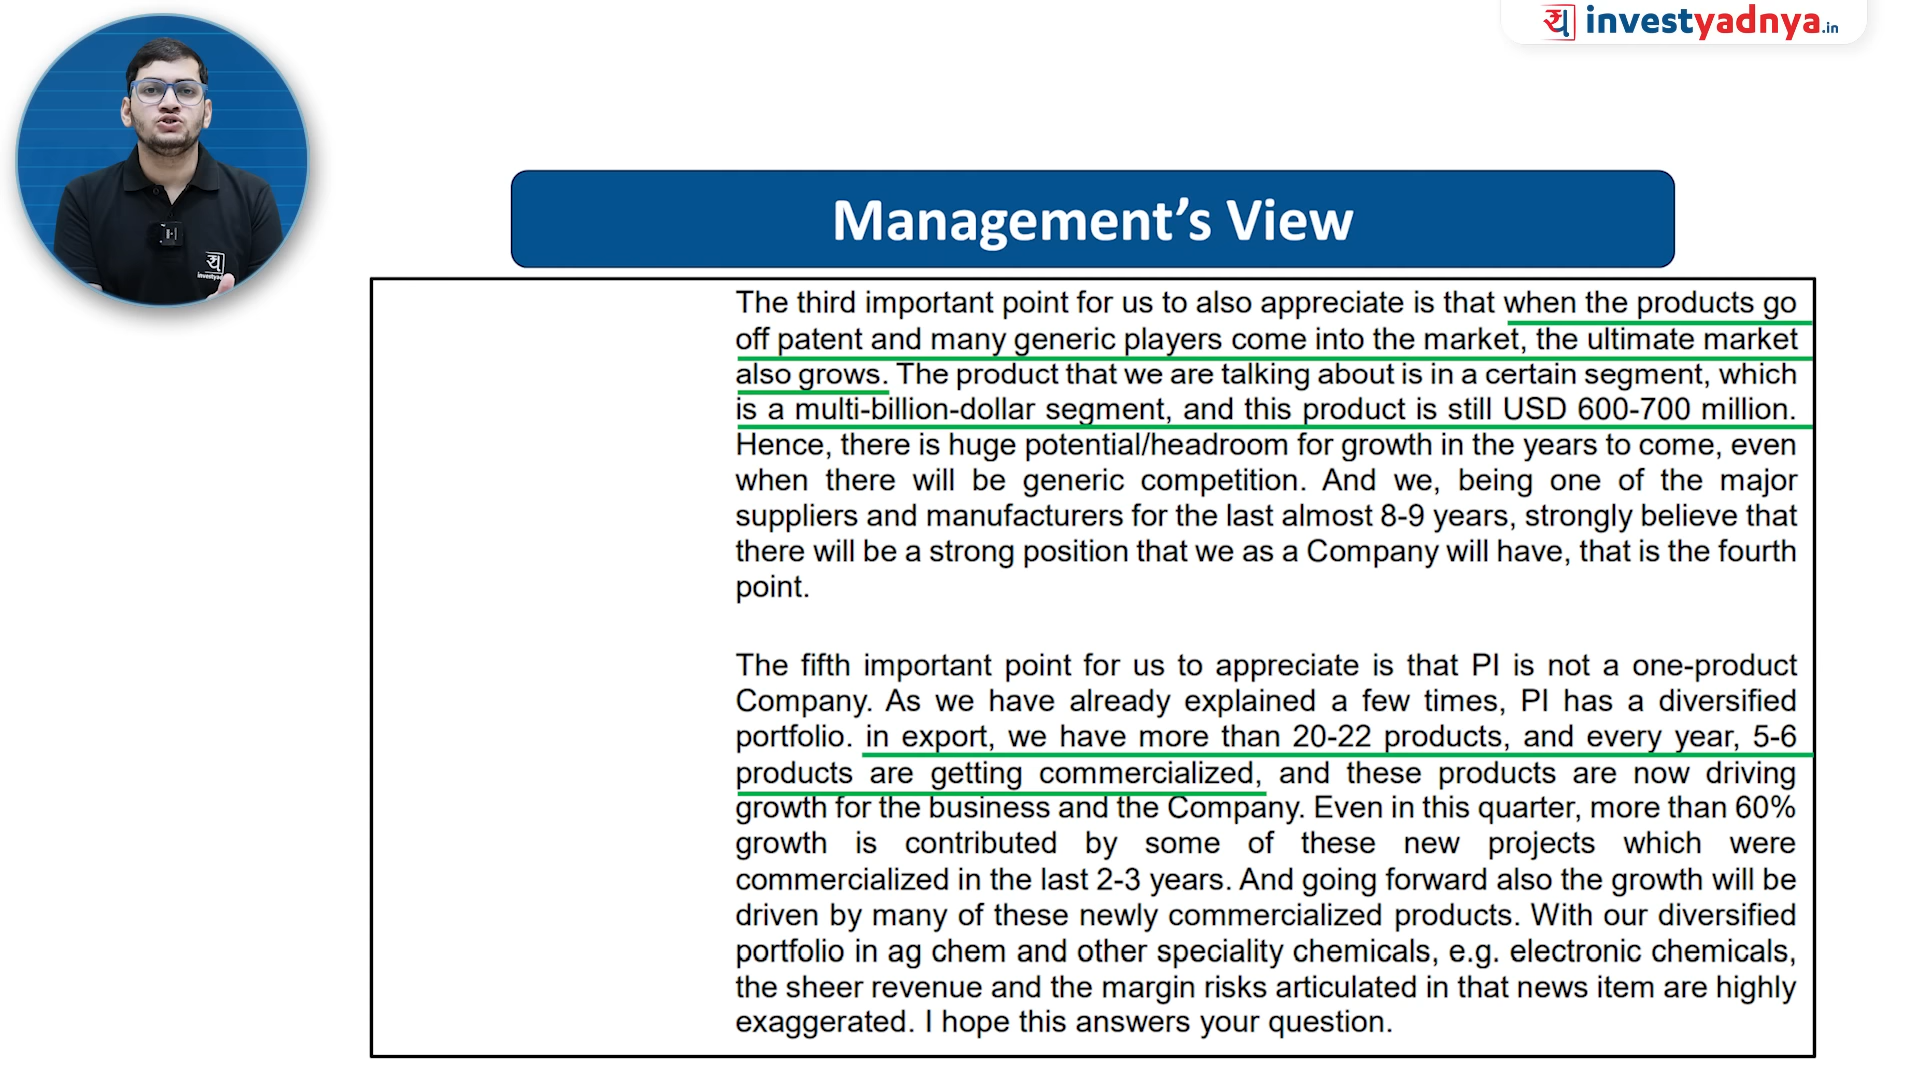 investyadnya.in
Management's View
The third important point for us to also appreciate is that when the products go
off patent and many generic players come into the market, the ultimate market
also grows. The product that we are talking about is in a certain segment, which
is a multi-billion-dollar segment, and this product is still USD 600-700 million.
Hence, there is huge potential/headroom for growth in the years to come, even
when there will be generic competition. And we, being one of the major
suppliers and manufacturers for the last almost 8-9 years, strongly believe that
there will be a strong position that we as a Company will have, that is the fourth
point.
The fifth important point for us to appreciate is that PI is not a one-product
Company. As we have already explained a few times, PI has a diversified
portfolio. in export, we have more than 20-22 products, and every year, 5-6
products are getting commercialized, and these products are now driving
growth for the business and the Company. Even in this quarter, more than 60%
growth is contributed by some of these new projects which were
commercialized in the last 2-3 years. And going forward also the growth will be
driven by many of these newly commercialized products. With our diversified
portfolio in ag chem and other speciality chemicals, e.g. electronic chemicals,
the sheer revenue and the margin risks articulated in that news item are highly
exaggerated. I hope this answers your question.